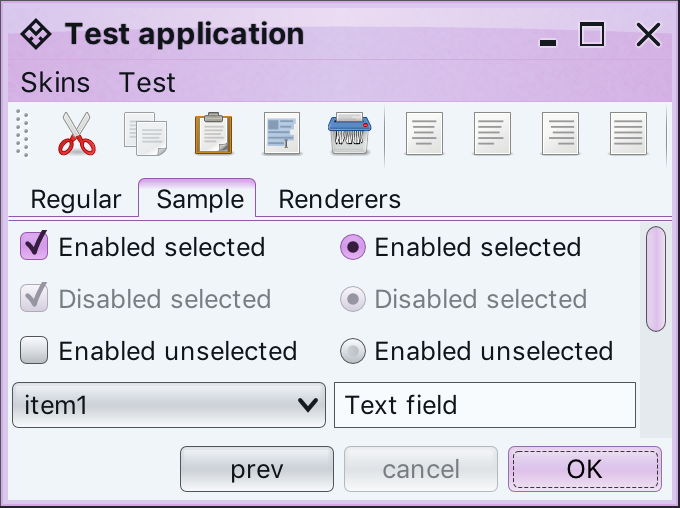 Test application
Skins Test
Regular Sample Renderers
Enabled selected Enabled selected
Disabled selected Disabled selected
Enabled unselected Enabled unselected
item1 Text field
prev cancel OK